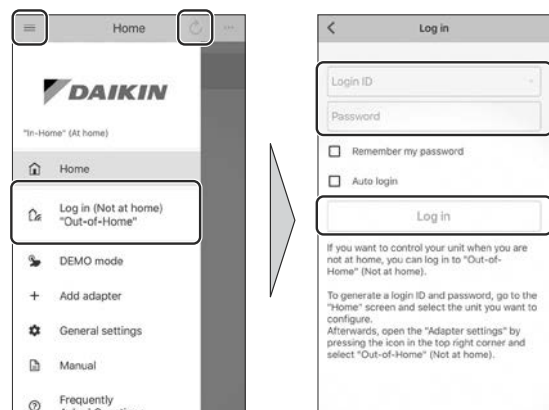 Home
DAIKIN
"In-Home" (At home)
Home
Log in (Not at home)
"Out-of-Home"
DEMO mode
Add adapter
General settings
Manual
Frequently
Log in
Login ID
Password
Remember my password
Auto login
Log in
If you want to control your unit when you are
not at home, you can log in to "Out-of-
Home" (Not at home).
To generate a login ID and password, go to the
"Home" screen and select the unit you want to
configure.
Afterwards, open the "Adapter settings" by
pressing the icon in the top right corner and
select "Out-of-Home" (Not at home).